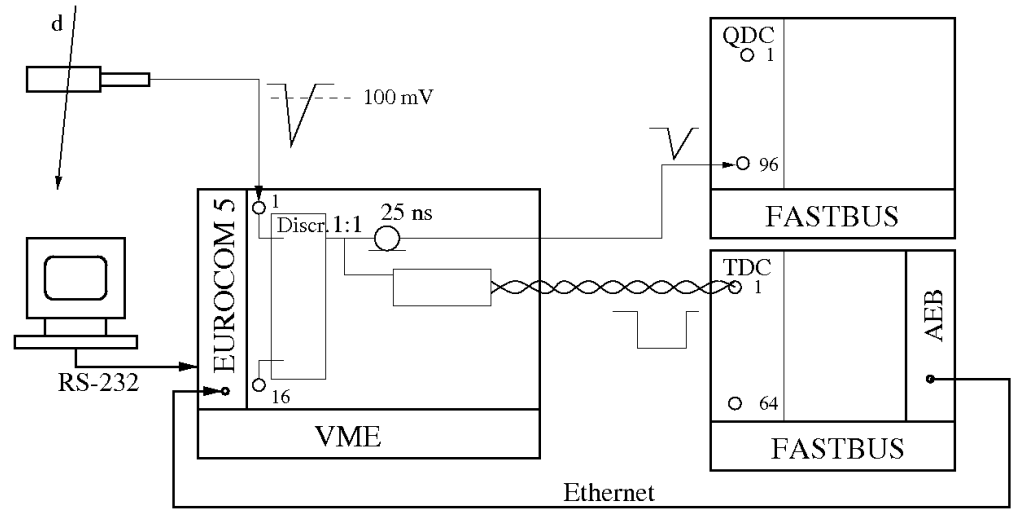 d
100 mV
QDC
1
96
FASTBUS
EUROCOM 5
1
Discr.1:1
25 ns
16
VME
RS-232
TDC
1
64
AEB
FASTBUS
Ethernet